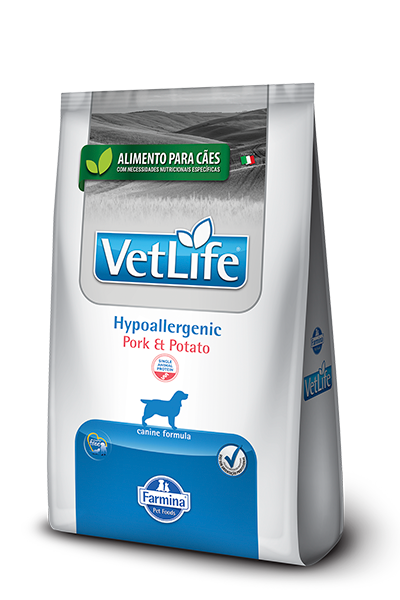 ALIMENTO PARA CÃES
COM NECESSIDADES NUTRICIONAIS ESPECÍFICAS
VetLife
Hypoallergenic
Pork & Potato
SINGLE
ANIMAL
PROTEIN
canine formula
Farmina
Pet Foods
VetLife